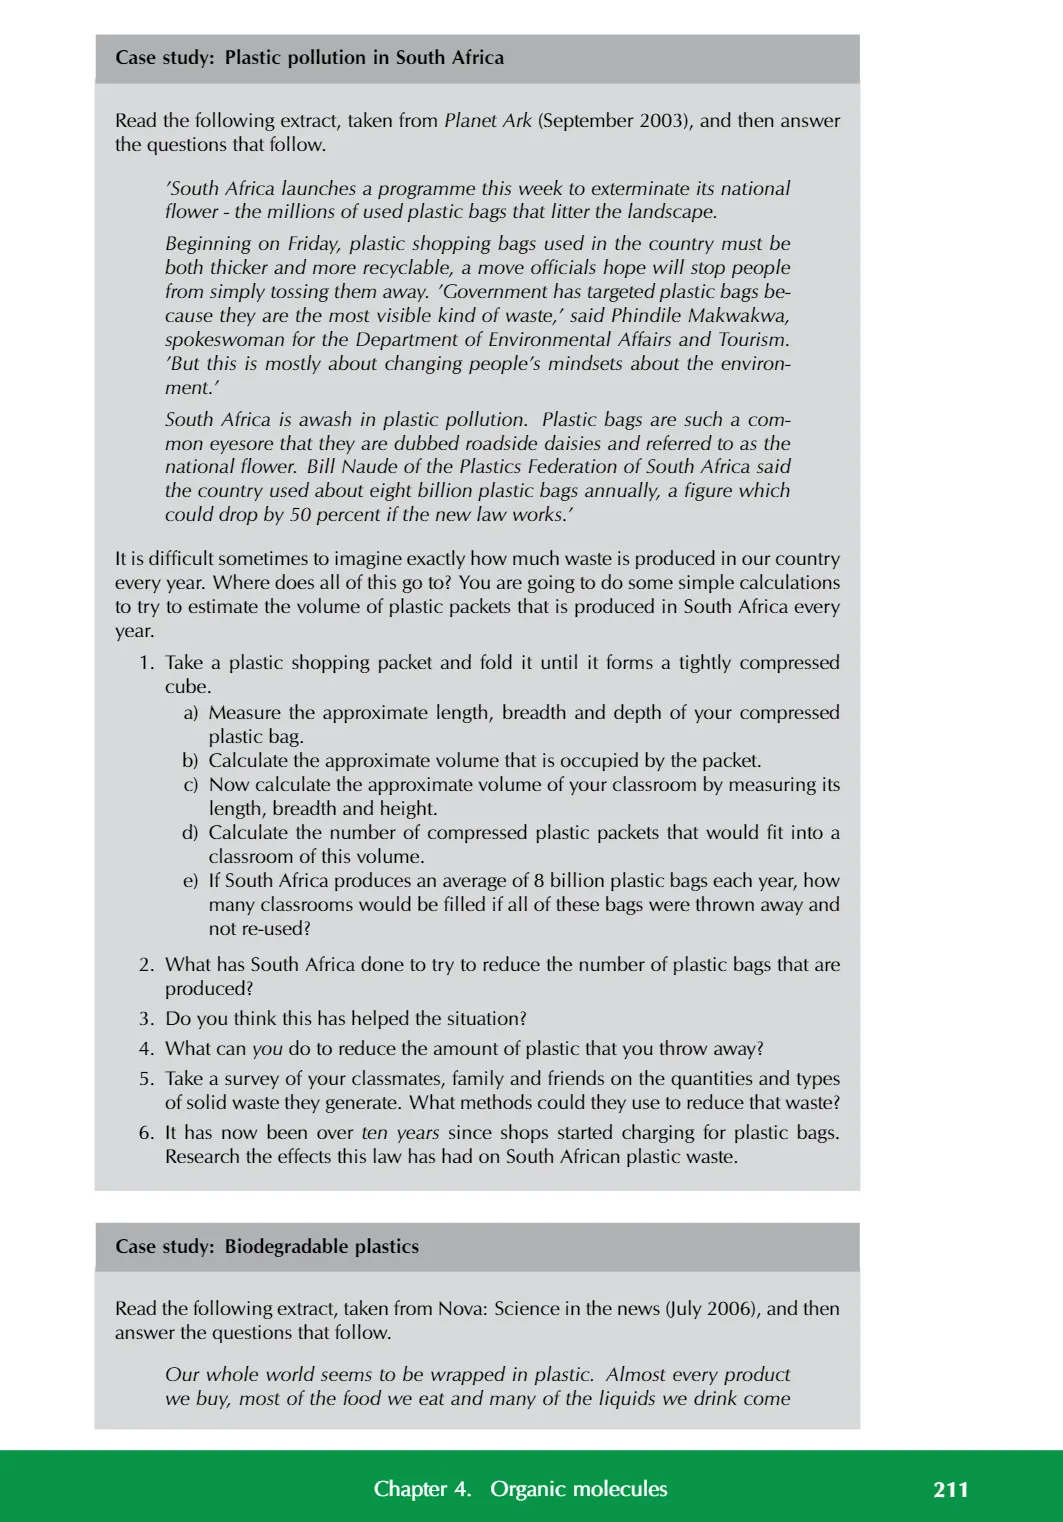 Case study: Plastic pollution in South Africa
Read the following extract, taken from Planet Ark (September 2003), and then answer
the questions that follow.
’South Africa launches a programme this week to exterminate its national
flower - the millions of used plastic bags that litter the landscape.
Beginning on Friday, plastic shopping bags used in the country must be
both thicker and more recyclable, a move officials hope will stop people
from simply tossing them away. ’Government has targeted plastic bags be-
cause they are the most visible kind of waste,’ said Phindile Makwakwa,
spokeswoman for the Department of Environmental Affairs and Tourism.
’But this is mostly about changing people’s mindsets about the environ-
ment.’
South Africa is awash in plastic pollution. Plastic bags are such a com-
mon eyesore that they are dubbed roadside daisies and referred to as the
national flower. Bill Naude of the Plastics Federation of South Africa said
the country used about eight billion plastic bags annually, a figure which
could drop by 50 percent if the new law works.’
It is difficult sometimes to imagine exactly how much waste is produced in our country
every year. Where does all of this go to? You are going to do some simple calculations
to try to estimate the volume of plastic packets that is produced in South Africa every
year.
1. Take a plastic shopping packet and fold it until it forms a tightly compressed
cube.
a) Measure the approximate length, breadth and depth of your compressed
plastic bag.
b) Calculate the approximate volume that is occupied by the packet.
c) Now calculate the approximate volume of your classroom by measuring its
length, breadth and height.
d) Calculate the number of compressed plastic packets that would fit into a
classroom of this volume.
e) If South Africa produces an average of 8 billion plastic bags each year, how
many classrooms would be filled if all of these bags were thrown away and
not re-used?
2. What has South Africa done to try to reduce the number of plastic bags that are
produced?
3. Do you think this has helped the situation?
4. What can you do to reduce the amount of plastic that you throw away?
5. Take a survey of your classmates, family and friends on the quantities and types
of solid waste they generate. What methods could they use to reduce that waste?
6. It has now been over ten years since shops started charging for plastic bags.
Research the effects this law has had on South African plastic waste.
Case study: Biodegradable plastics
Read the following extract, taken from Nova: Science in the news (July 2006), and then
answer the questions that follow.
Our whole world seems to be wrapped in plastic. Almost every product
we buy, most of the food we eat and many of the liquids we drink come
Chapter 4. Organic molecules 211